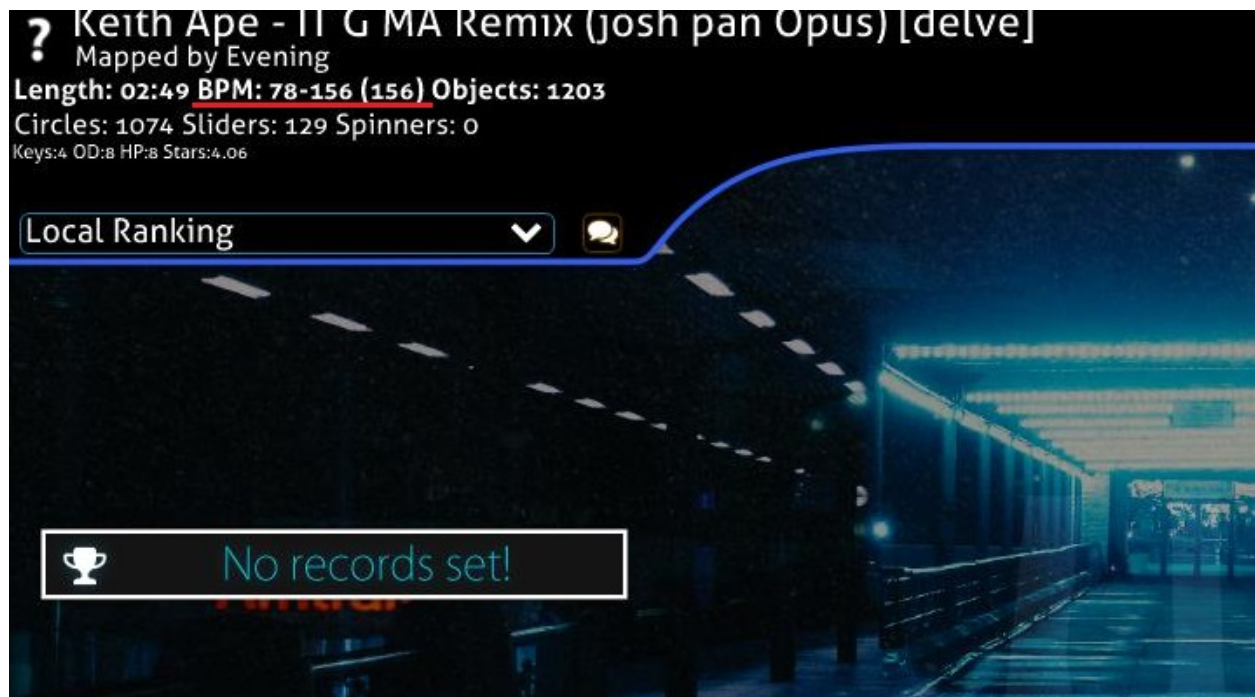 ?
Keith Ape - IT G MA Remix (josh pan Opus) [delve]
Mapped by Evening
Length: 02:49 BPM: 78-156 (156) Objects: 1203
Circles: 1074 Sliders: 129 Spinners: 0
Keys:4 OD:8 HP:8 Stars:4.06
Local Ranking
No records set!